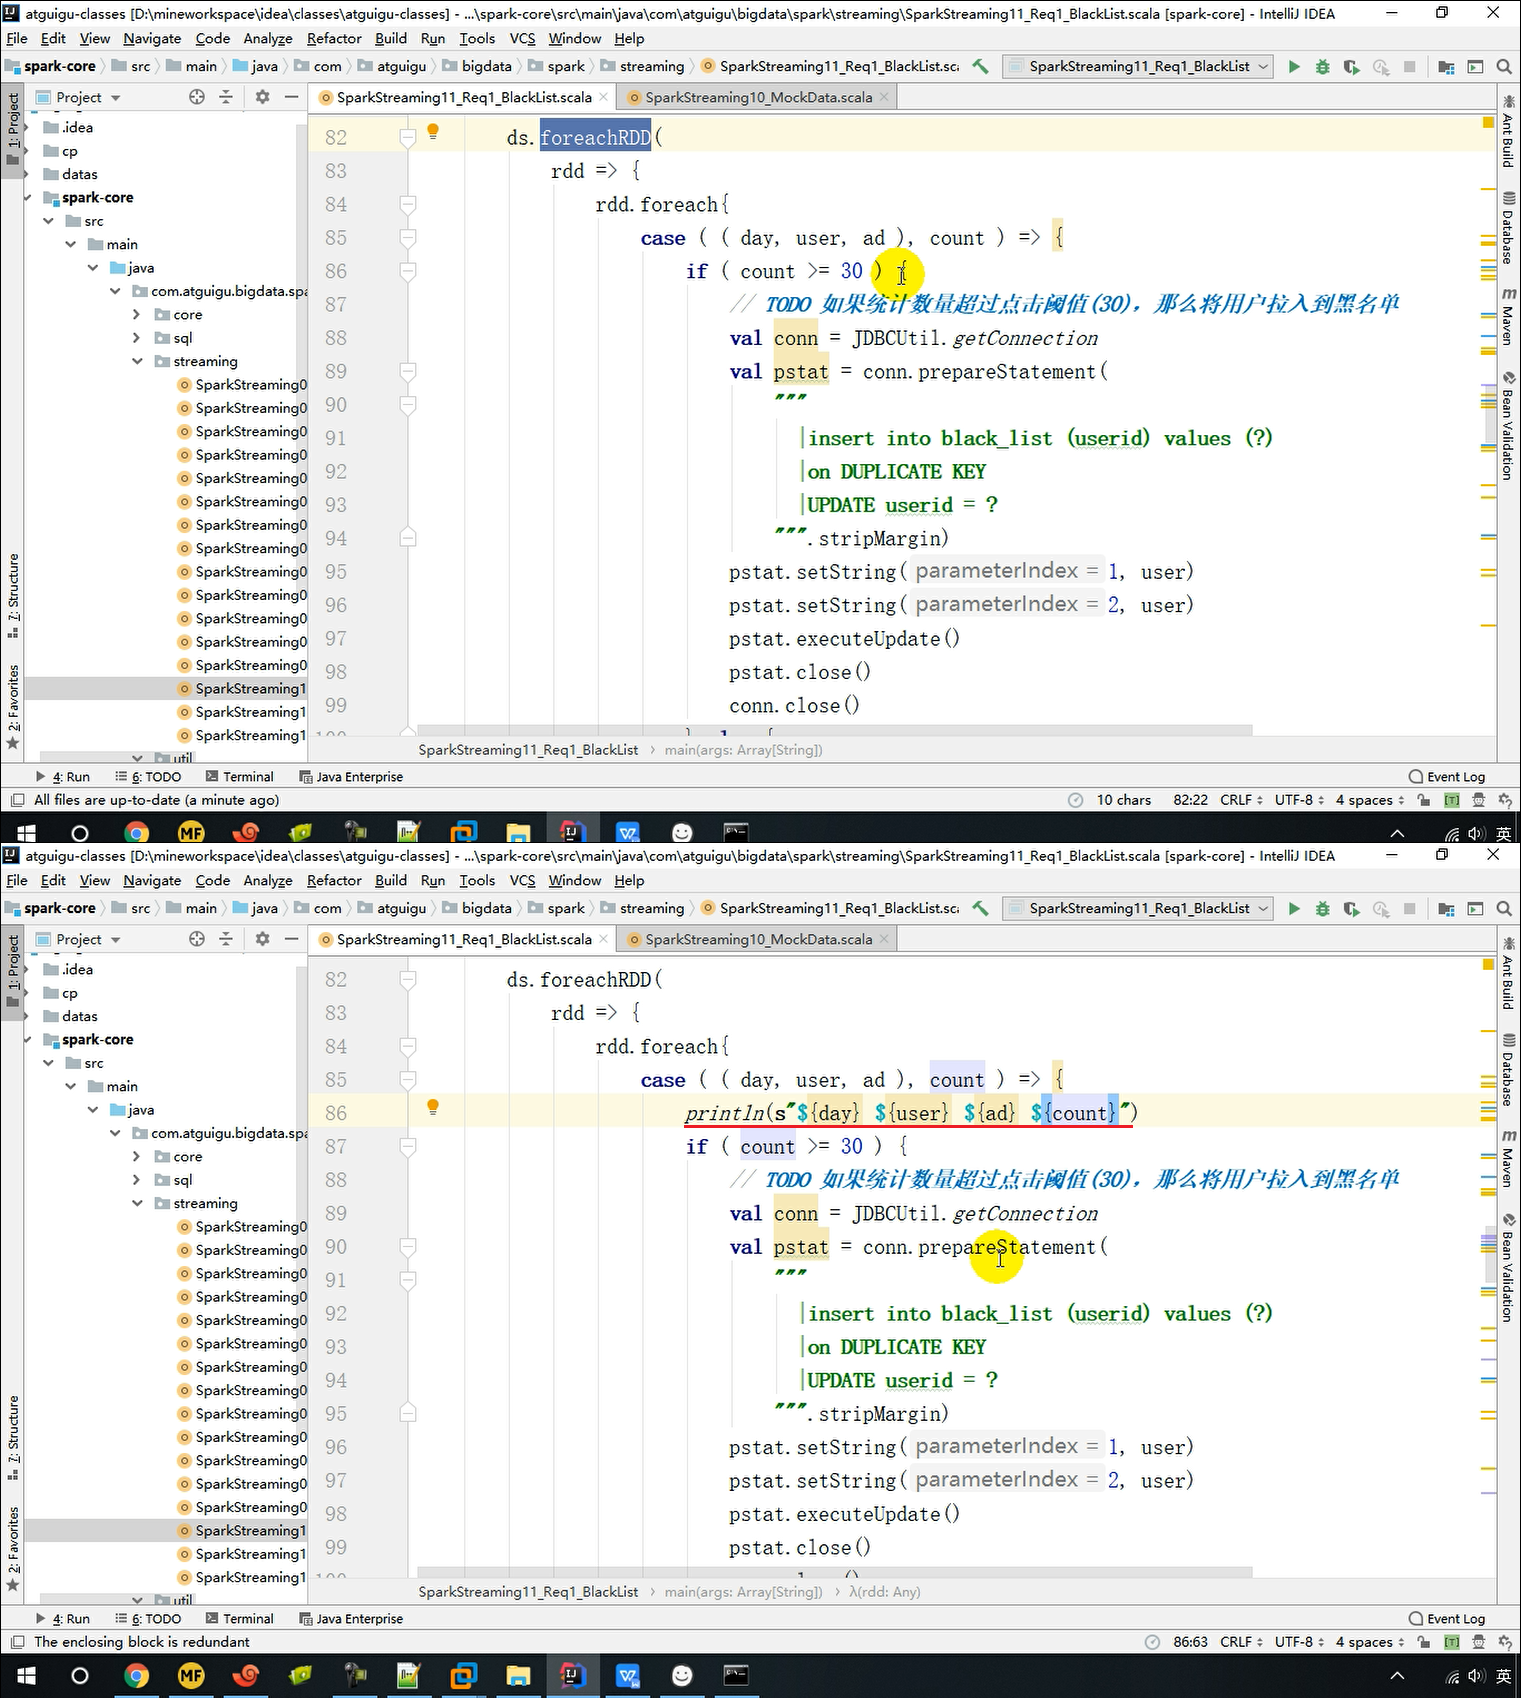 atguigu-classes [D:\mineworkspace\idea\classes\atguigu-classes] - ...\spark-core\src\main\java\com\atguigu\bigdata\spark\streaming\SparkStreaming11_Req1_BlackList.scala [spark-core] - IntelliJ IDEA
File Edit View Navigate Code Analyze Refactor Build Run Tools VCS Window Help
spark-core src main java com atguigu bigdata spark streaming SparkStreaming11_Req1_BlackList.sc SparkStreaming11_Req1_BlackList
Project SparkStreaming11_Req1_BlackList.scala SparkStreaming10_MockData.scala
1: Project
7: Structure
2: Favorites
Ant Build
Database
Maven
Bean Validation
.idea
cp
datas
spark-core
src
main
java
com.atguigu.bigdata.spa
core
sql
streaming
SparkStreaming0
SparkStreaming0
SparkStreaming0
SparkStreaming0
SparkStreaming0
SparkStreaming0
SparkStreaming0
SparkStreaming0
SparkStreaming0
SparkStreaming0
SparkStreaming0
SparkStreaming0
SparkStreaming0
SparkStreaming1
SparkStreaming1
SparkStreaming1
util
82 ds.foreachRDD(
83 rdd => {
84 rdd.foreach{
85 case ( ( day, user, ad ), count ) => {
86 if ( count >= 30 ) {
87 // TODO 如果统计数量超过点击阈值(30)，那么将用户拉入到黑名单
88 val conn = JDBCUtil.getConnection
89 val pstat = conn.prepareStatement(
90 """
91 |insert into black_list (userid) values (?)
92 |on DUPLICATE KEY
93 |UPDATE userid = ?
94 """.stripMargin)
95 pstat.setString( parameterIndex = 1, user)
96 pstat.setString( parameterIndex = 2, user)
97 pstat.executeUpdate()
98 pstat.close()
99 conn.close()
SparkStreaming11_Req1_BlackList main(args: Array[String])
4: Run 6: TODO Terminal Java Enterprise Event Log
All files are up-to-date (a minute ago) 10 chars 82:22 CRLF UTF-8 4 spaces
英
atguigu-classes [D:\mineworkspace\idea\classes\atguigu-classes] - ...\spark-core\src\main\java\com\atguigu\bigdata\spark\streaming\SparkStreaming11_Req1_BlackList.scala [spark-core] - IntelliJ IDEA
File Edit View Navigate Code Analyze Refactor Build Run Tools VCS Window Help
spark-core src main java com atguigu bigdata spark streaming SparkStreaming11_Req1_BlackList.sc SparkStreaming11_Req1_BlackList
Project SparkStreaming11_Req1_BlackList.scala SparkStreaming10_MockData.scala
1: Project
7: Structure
2: Favorites
Ant Build
Database
Maven
Bean Validation
.idea
cp
datas
spark-core
src
main
java
com.atguigu.bigdata.spa
core
sql
streaming
SparkStreaming0
SparkStreaming0
SparkStreaming0
SparkStreaming0
SparkStreaming0
SparkStreaming0
SparkStreaming0
SparkStreaming0
SparkStreaming0
SparkStreaming0
SparkStreaming0
SparkStreaming0
SparkStreaming0
SparkStreaming1
SparkStreaming1
SparkStreaming1
util
82 ds.foreachRDD(
83 rdd => {
84 rdd.foreach{
85 case ( ( day, user, ad ), count ) => {
86 println(s"${day} ${user} ${ad} ${count}")
87 if ( count >= 30 ) {
88 // TODO 如果统计数量超过点击阈值(30)，那么将用户拉入到黑名单
89 val conn = JDBCUtil.getConnection
90 val pstat = conn.prepareStatement(
91 """
92 |insert into black_list (userid) values (?)
93 |on DUPLICATE KEY
94 |UPDATE userid = ?
95 """.stripMargin)
96 pstat.setString( parameterIndex = 1, user)
97 pstat.setString( parameterIndex = 2, user)
98 pstat.executeUpdate()
99 pstat.close()
SparkStreaming11_Req1_BlackList main(args: Array[String]) λ(rdd: Any)
4: Run 6: TODO Terminal Java Enterprise Event Log
The enclosing block is redundant 86:63 CRLF UTF-8 4 spaces
英